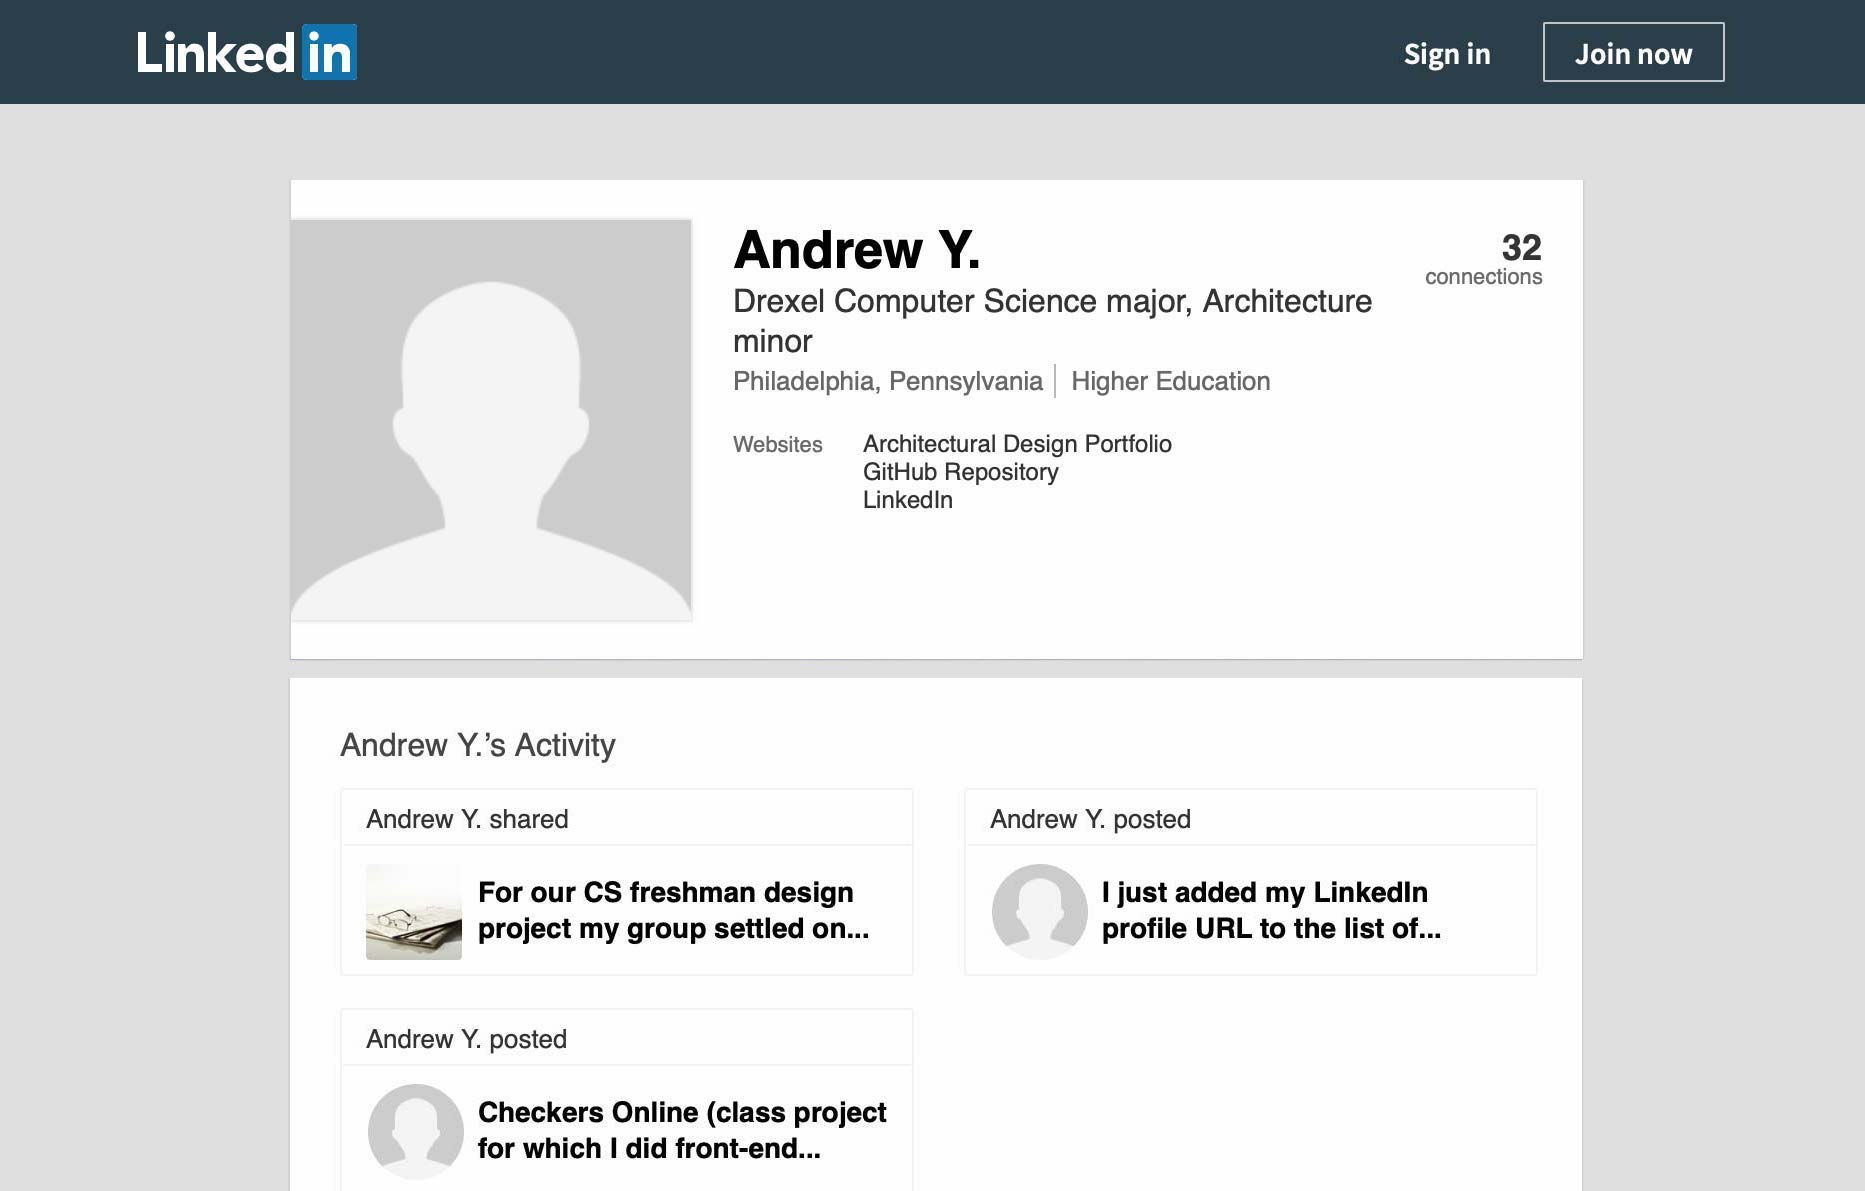 Linked in
Sign in
Join now
Andrew Y.
32
connections
Drexel Computer Science major, Architecture
minor
Philadelphia, Pennsylvania | Higher Education
Websites
Architectural Design Portfolio
GitHub Repository
LinkedIn
Andrew Y.’s Activity
Andrew Y. shared
For our CS freshman design
project my group settled on...
Andrew Y. posted
I just added my LinkedIn
profile URL to the list of...
Andrew Y. posted
Checkers Online (class project
for which I did front-end...